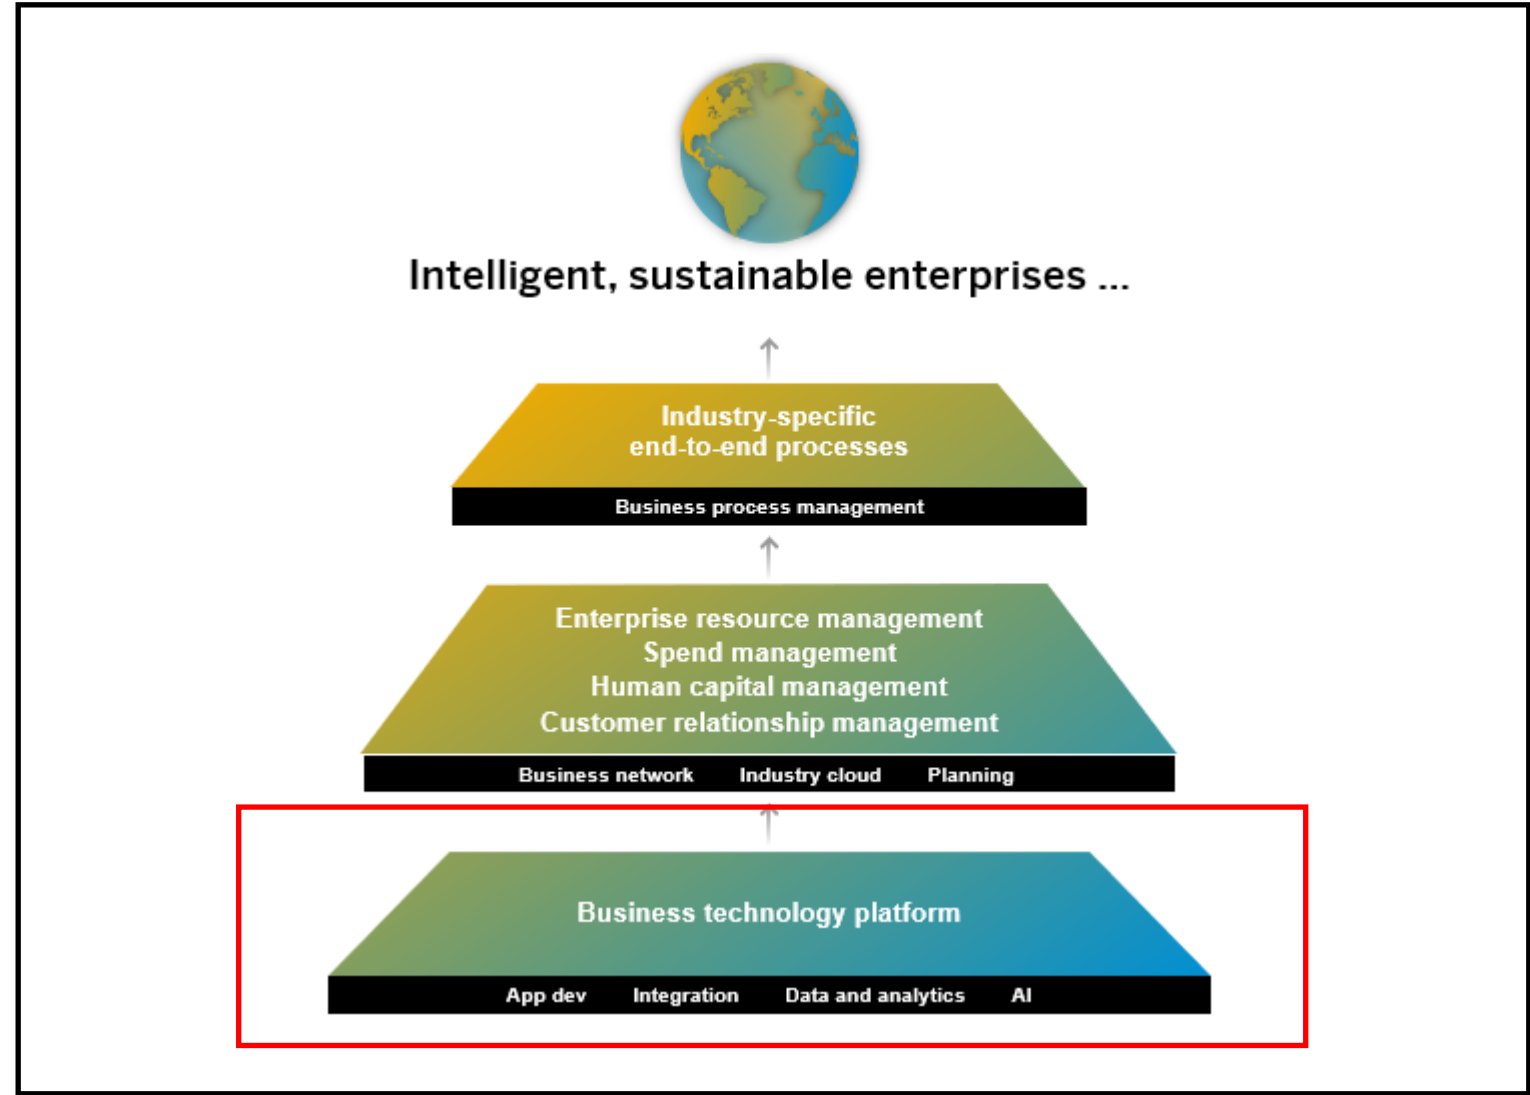 Intelligent, sustainable enterprises ...
Industry-specific
end-to-end processes
Business process management
Enterprise resource management
Spend management
Human capital management
Customer relationship management
Business network Industry cloud Planning
Business technology platform
App dev Integration Data and analytics AI